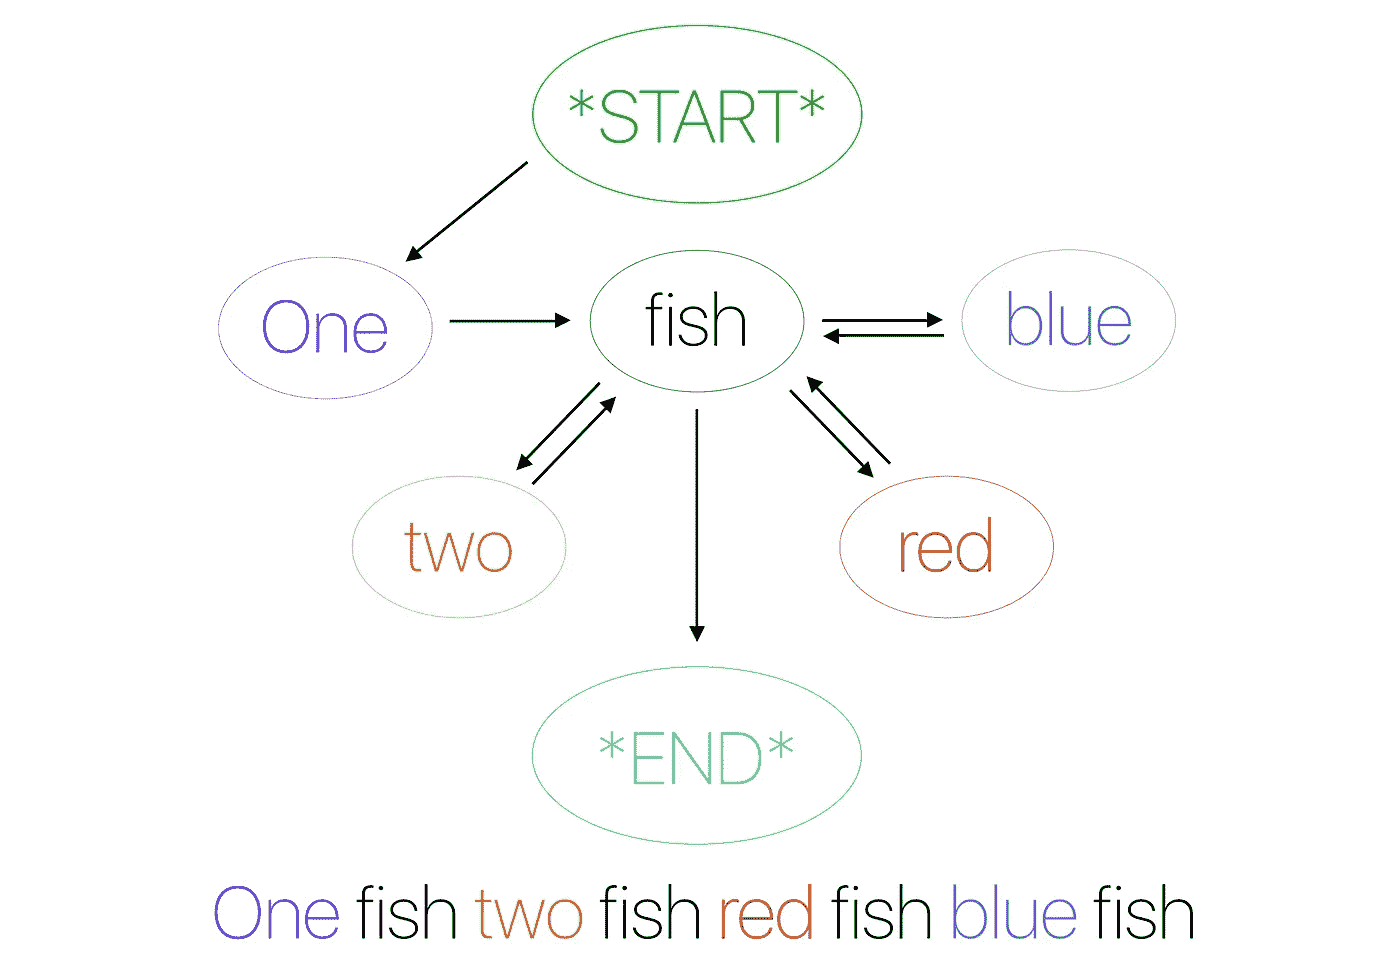 *START*
One fish blue
two red
*END*
One fish two fish red fish blue fish